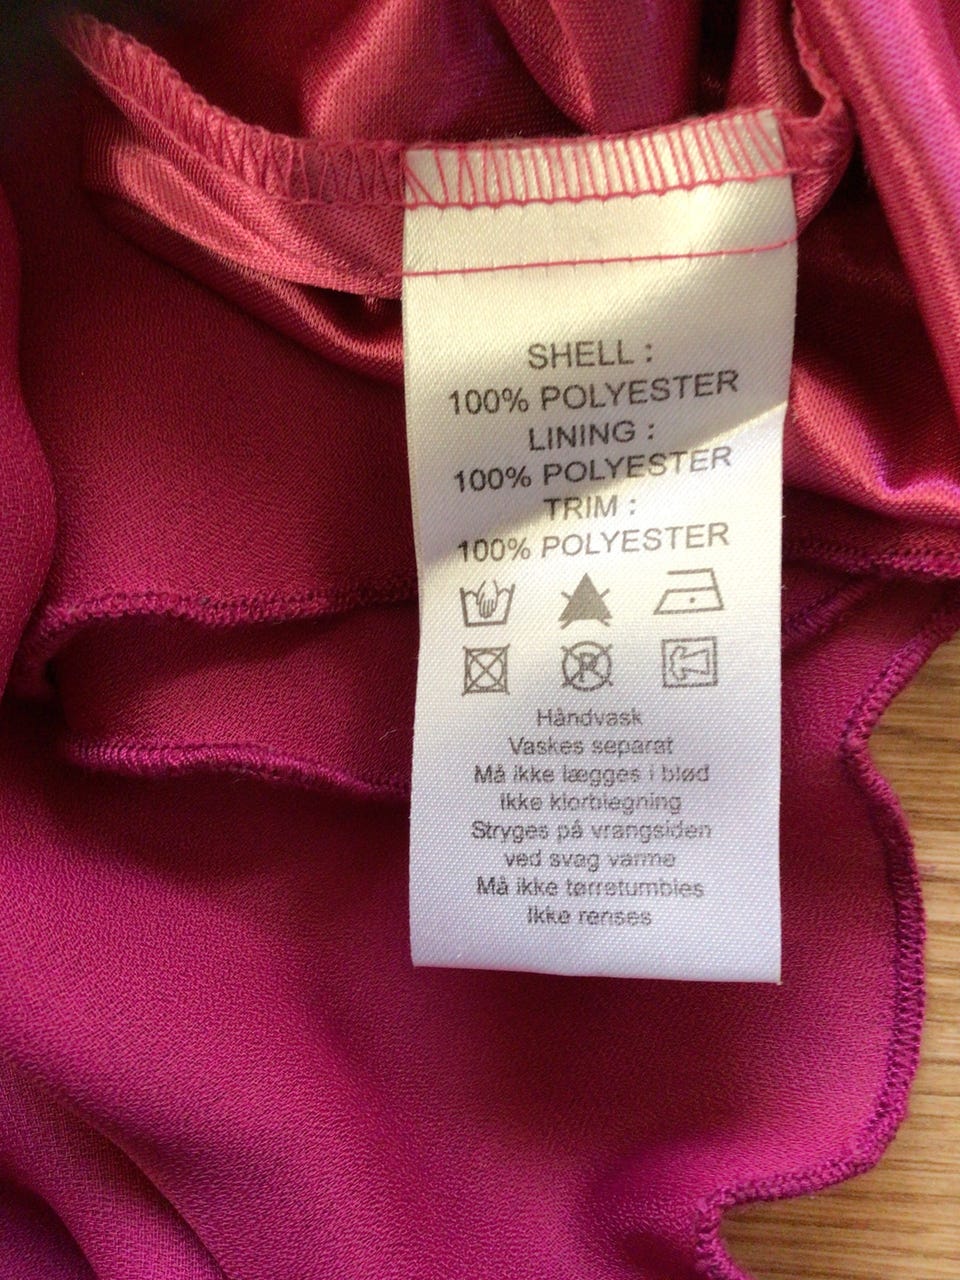 SHELL :
100% POLYESTER
LINING :
100% POLYESTER
TRIM :
100% POLYESTER
P
Håndvask
Vaskes separat
Må ikke lægges i blød
Ikke klorblegning
Stryges på vrangsiden
ved svag varme
Må ikke tørretumbles
Ikke renses